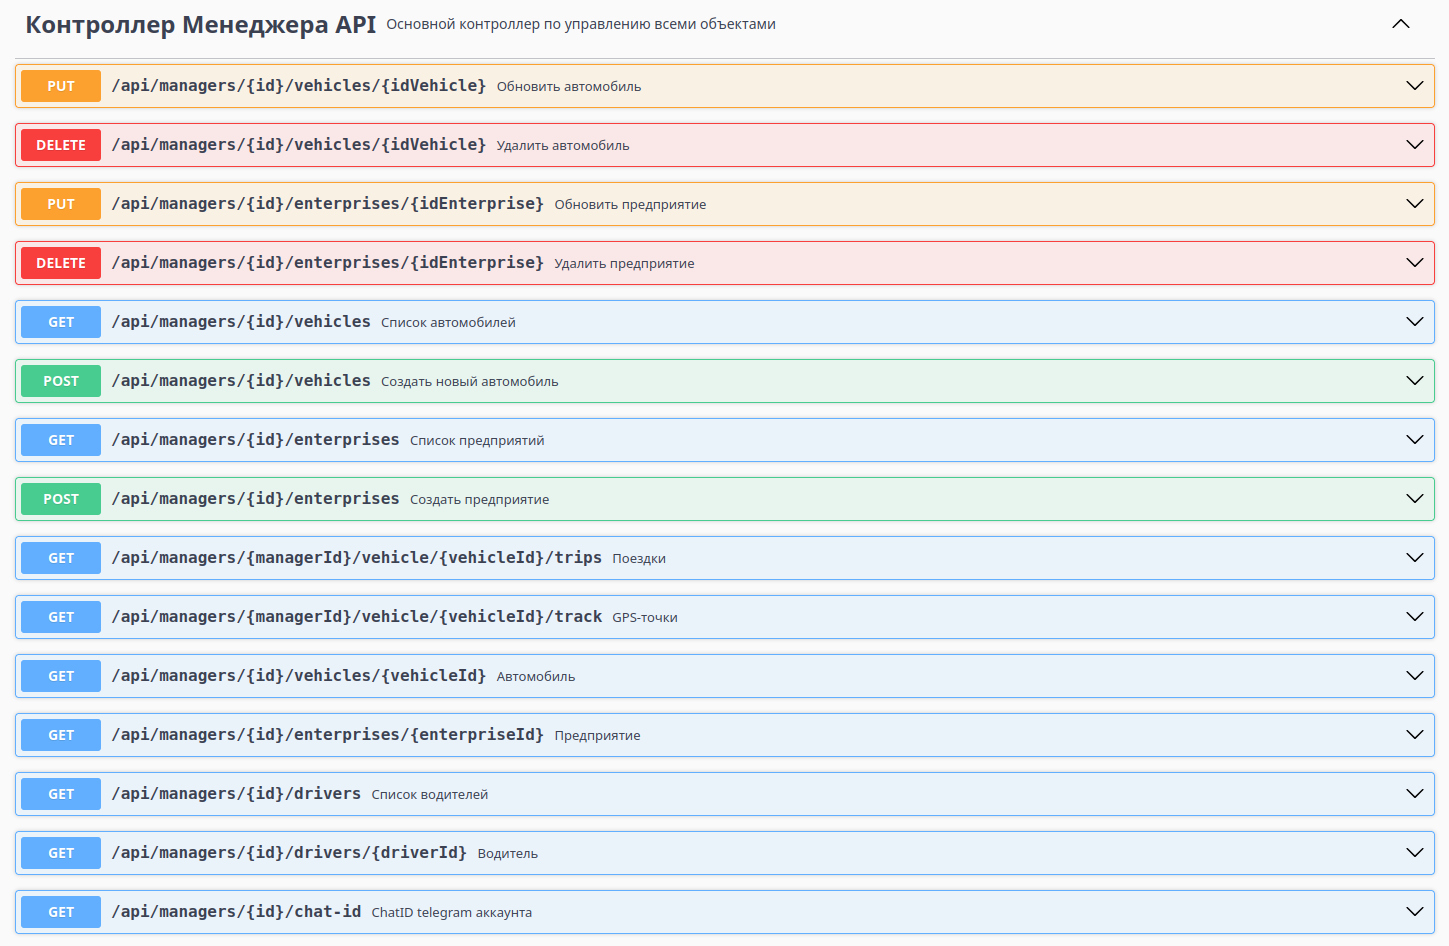 Контроллер Менеджера API Основной контроллер по управлению всеми объектами
PUT /api/managers/{id}/vehicles/{idVehicle} Обновить автомобиль
DELETE /api/managers/{id}/vehicles/{idVehicle} Удалить автомобиль
PUT /api/managers/{id}/enterprises/{idEnterprise} Обновить предприятие
DELETE /api/managers/{id}/enterprises/{idEnterprise} Удалить предприятие
GET /api/managers/{id}/vehicles Список автомобилей
POST /api/managers/{id}/vehicles Создать новый автомобиль
GET /api/managers/{id}/enterprises Список предприятий
POST /api/managers/{id}/enterprises Создать предприятие
GET /api/managers/{managerId}/vehicle/{vehicleId}/trips Поездки
GET /api/managers/{managerId}/vehicle/{vehicleId}/track GPS-точки
GET /api/managers/{id}/vehicles/{vehicleId} Автомобиль
GET /api/managers/{id}/enterprises/{enterpriseId} Предприятие
GET /api/managers/{id}/drivers Список водителей
GET /api/managers/{id}/drivers/{driverId} Водитель
GET /api/managers/{id}/chat-id ChatID telegram аккаунта